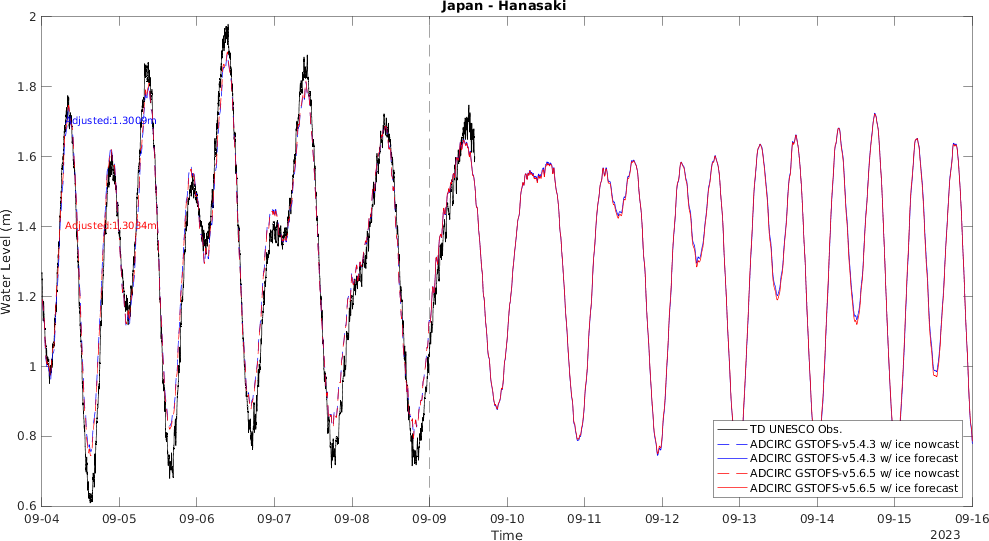 Japan - Hanasaki
2
1.8
1.6
1.4
1.2
1
0.8
0.6
Water Level (m)
Adjusted:1.3009m
Adjusted:1.3034m
TD UNESCO Obs.
ADCIRC GSTOFS-v5.4.3 w/ ice nowcast
ADCIRC GSTOFS-v5.4.3 w/ ice forecast
ADCIRC GSTOFS-v5.6.5 w/ ice nowcast
ADCIRC GSTOFS-v5.6.5 w/ ice forecast
09-04 09-05 09-06 09-07 09-08 09-09 09-10 09-11 09-12 09-13 09-14 09-15 09-16
Time
2023